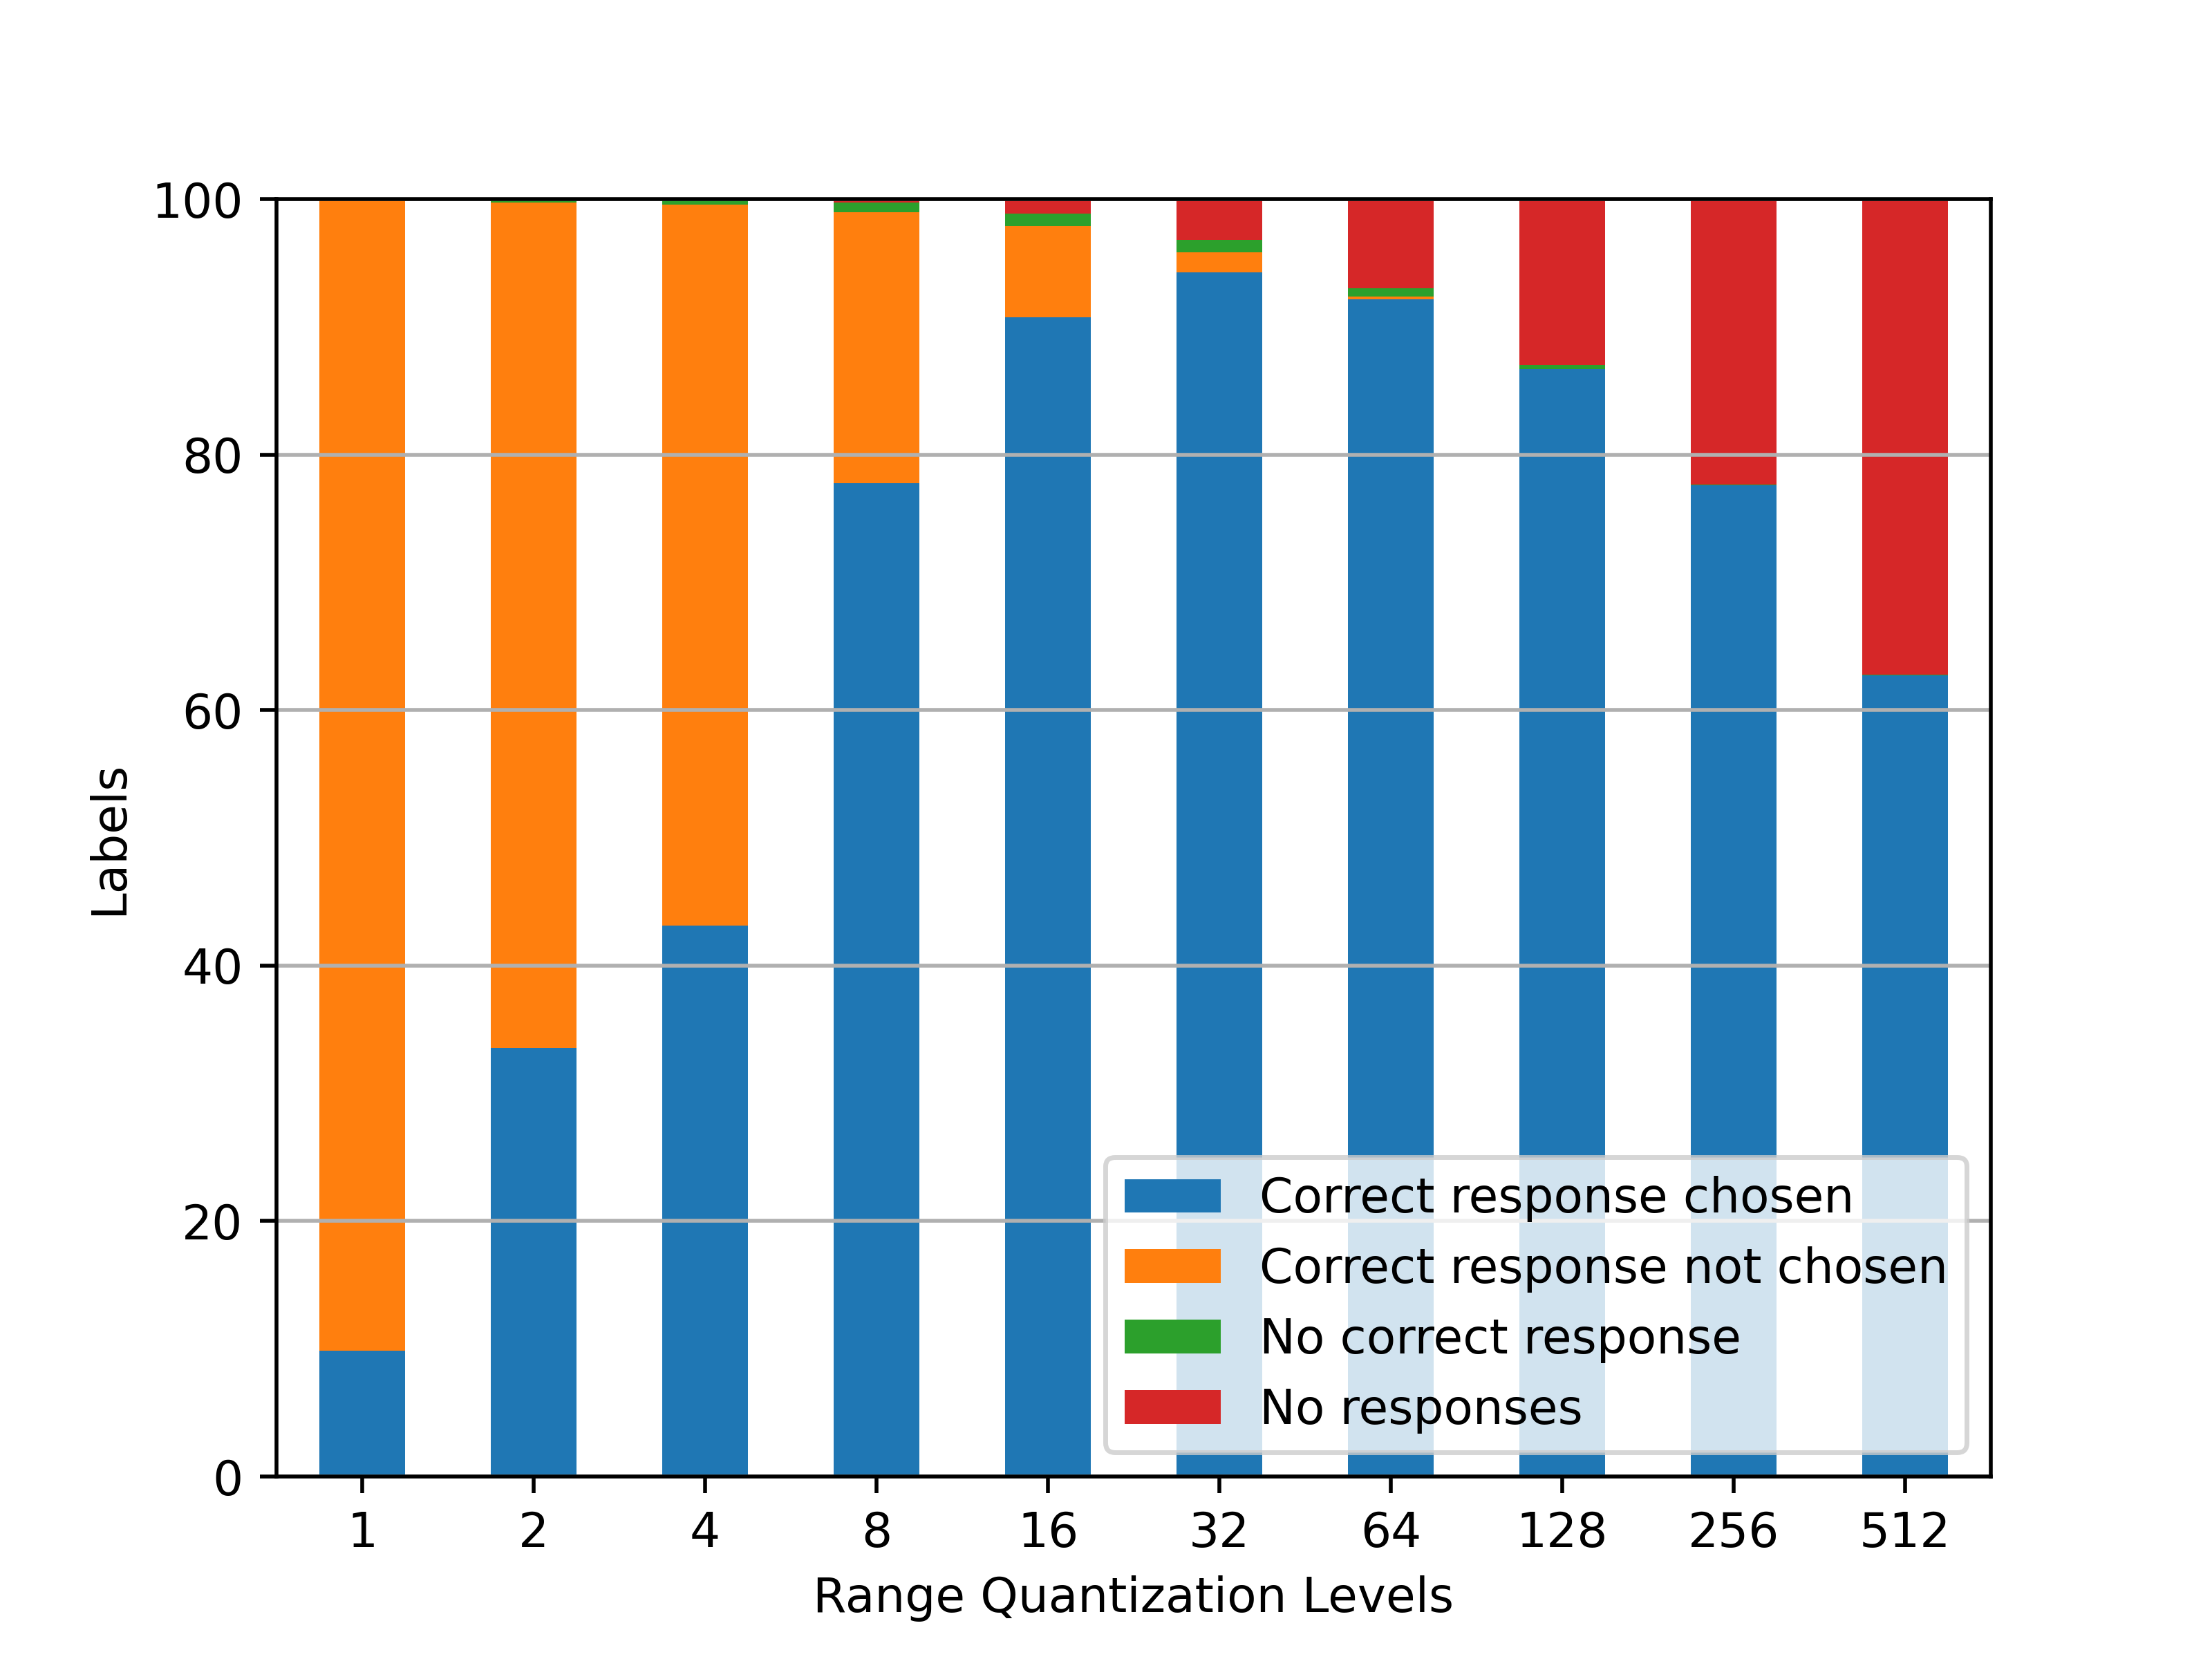 100
80
60
40
20
0
Labels
1 2 4 8 16 32 64 128 256 512
Range Quantization Levels
Correct response chosen
Correct response not chosen
No correct response
No responses